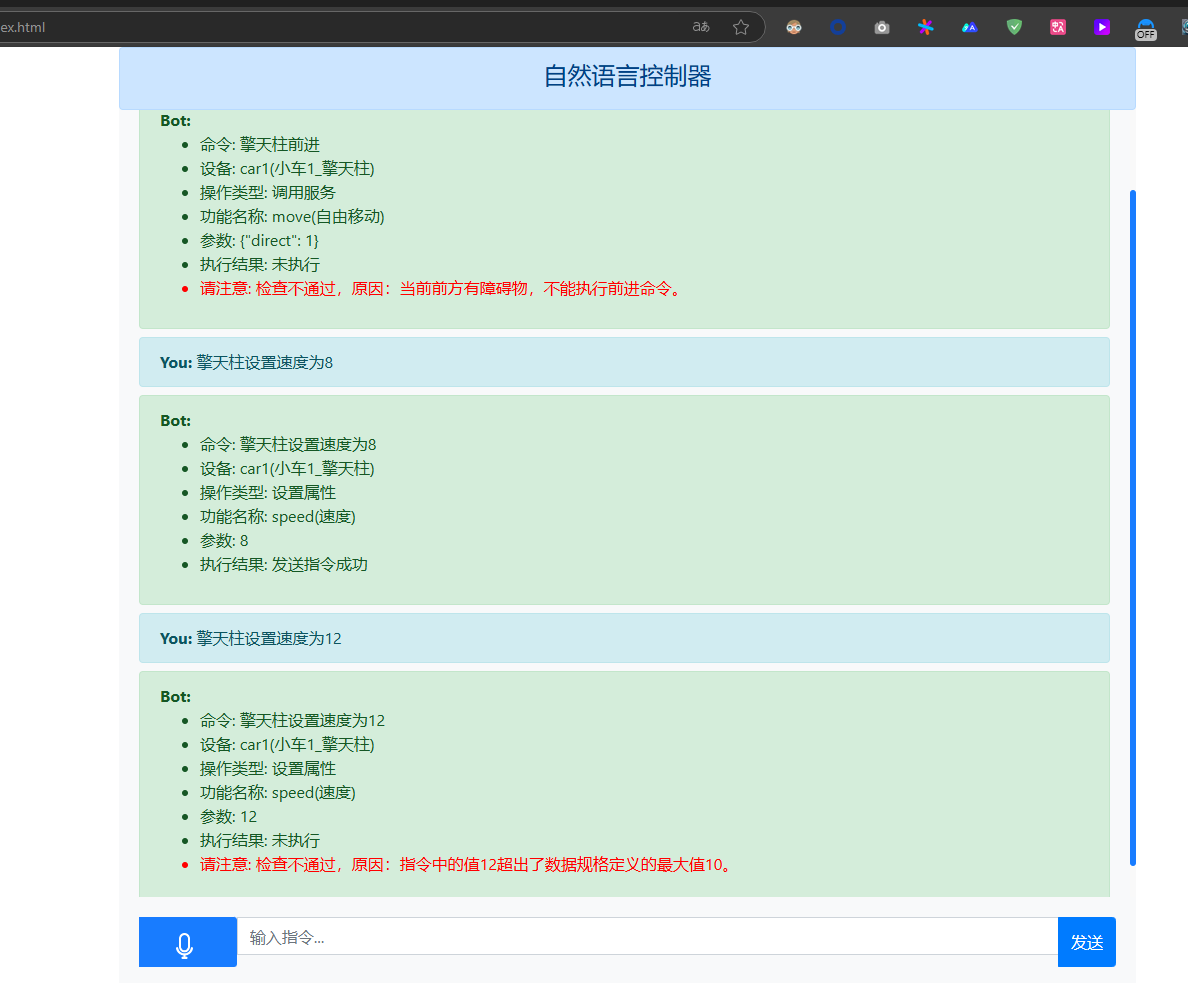 ex.html
aあ
OFF
自然语言控制器
Bot:
命令: 擎天柱前进
设备: car1(小车1_擎天柱)
操作类型: 调用服务
功能名称: move(自由移动)
参数: {"direct": 1}
执行结果: 未执行
请注意: 检查不通过，原因：当前前方有障碍物，不能执行前进命令。
You: 擎天柱设置速度为8
Bot:
命令: 擎天柱设置速度为8
设备: car1(小车1_擎天柱)
操作类型: 设置属性
功能名称: speed(速度)
参数: 8
执行结果: 发送指令成功
You: 擎天柱设置速度为12
Bot:
命令: 擎天柱设置速度为12
设备: car1(小车1_擎天柱)
操作类型: 设置属性
功能名称: speed(速度)
参数: 12
执行结果: 未执行
请注意: 检查不通过，原因：指令中的值12超出了数据规格定义的最大值10。
输入指令...
发送